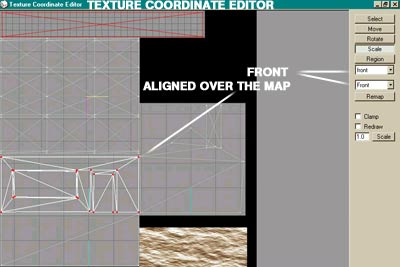 Texture Coordinate Editor
TEXTURE COORDINATE EDITOR
Select
Move
Rotate
Scale
Region
front
FRONT
ALIGNED OVER THE MAP
Front
Remap
Clamp
Redraw
1.0 Scale